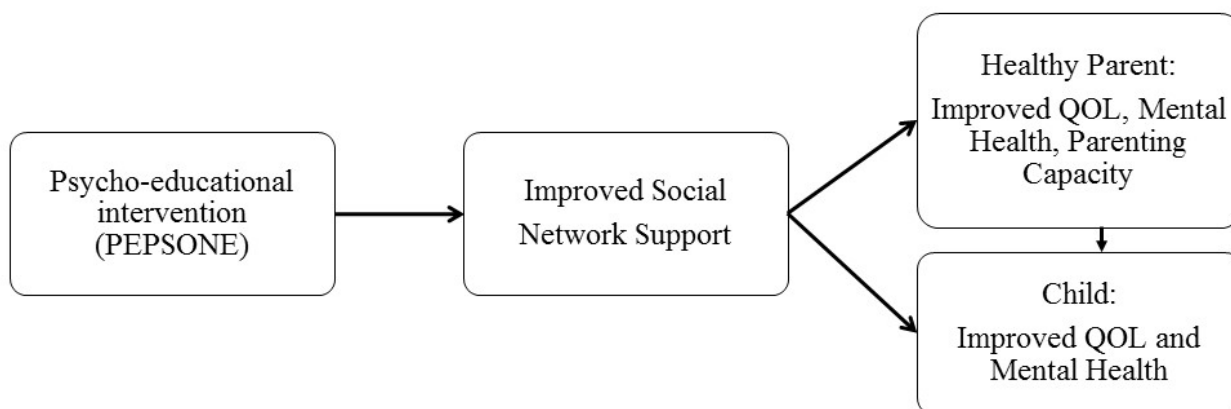 Psycho-educational
intervention
(PEPSONE)
Improved Social
Network Support
Healthy Parent:
Improved QOL, Mental
Health, Parenting
Capacity
Child:
Improved QOL and
Mental Health